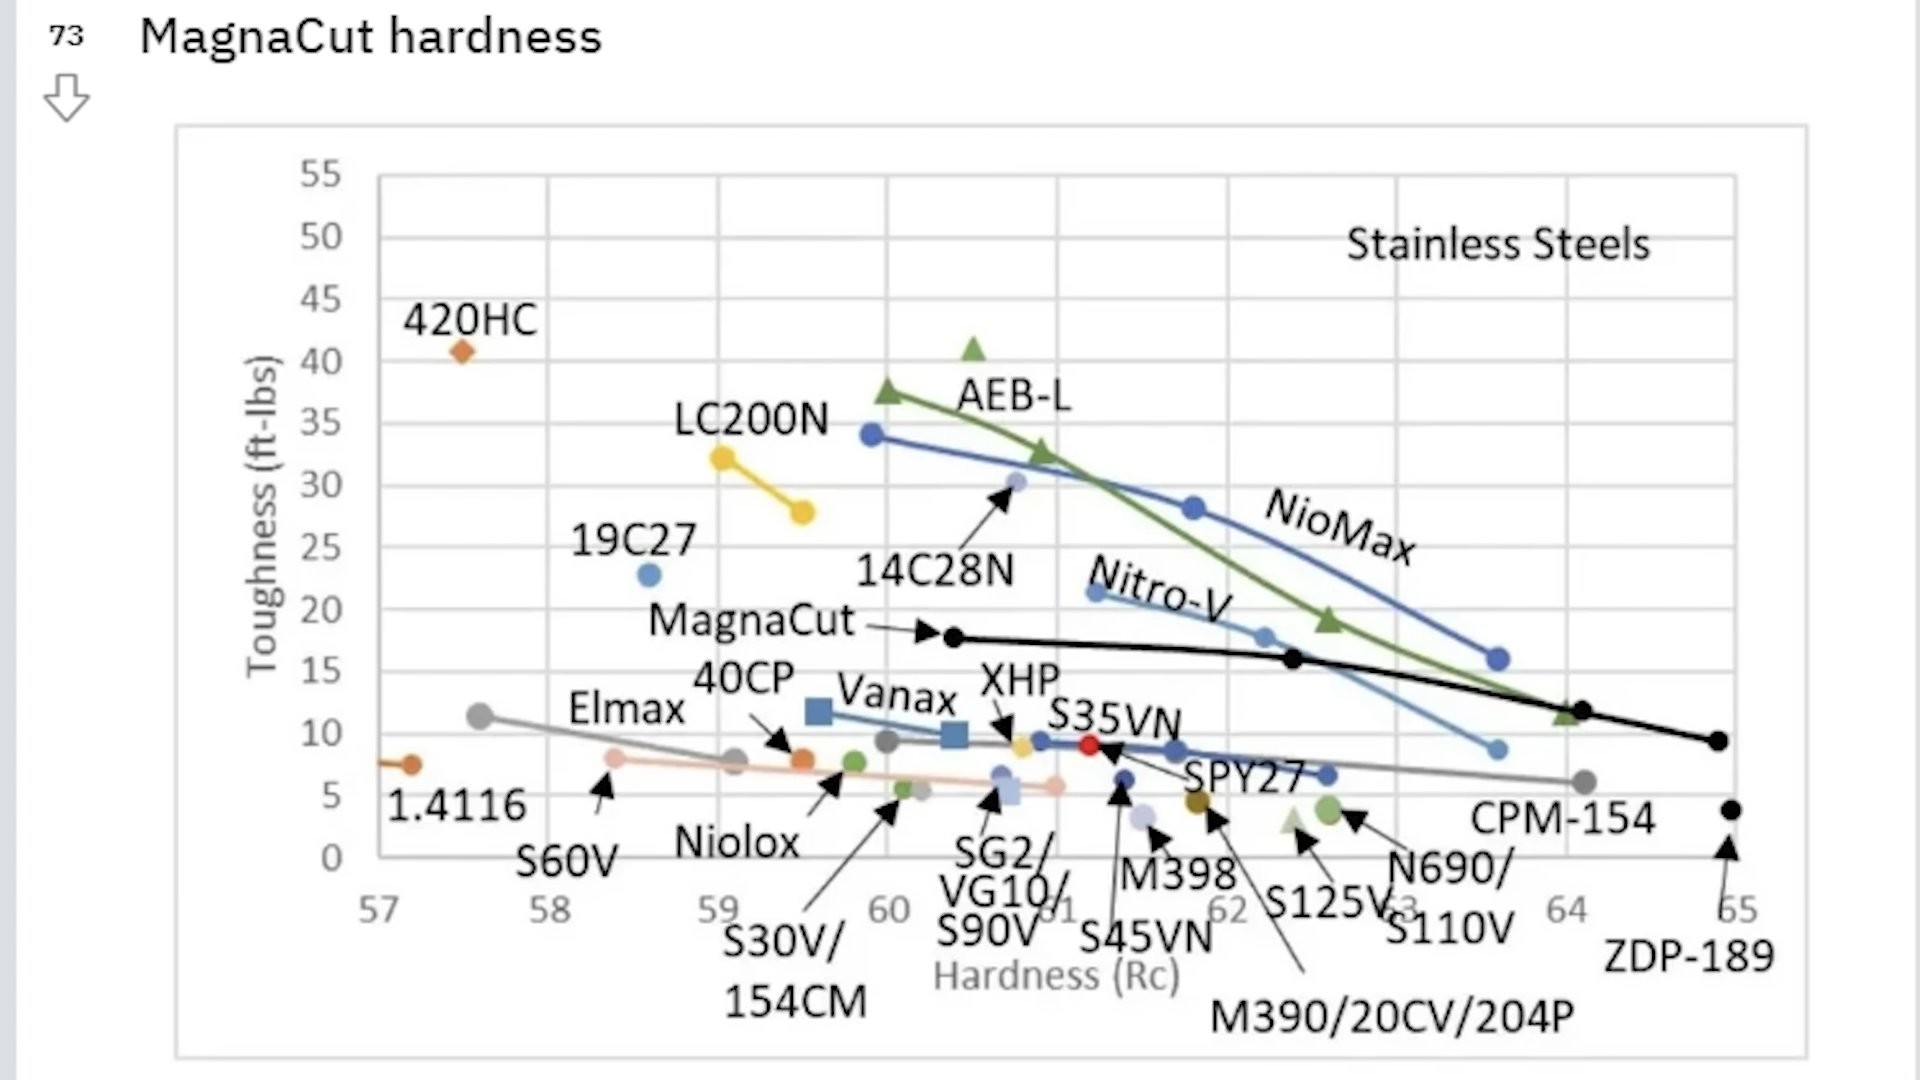 73 MagnaCut hardness
Stainless Steels
Toughness (ft-lbs)
55
50
45
40
35
30
25
20
15
10
5
0
420HC
AEB-L
LC200N
NioMax
19C27
14C28N
Nitro-V
MagnaCut
40CP
Vanax
XHP
Elmax
S35VN
SPY27
1.4116
CPM-154
S60V
Niolox
SG2/
VG10/
S90V
M398
N690/
S110V
S125V
S45VN
S30V/
154CM
ZDP-189
M390/20CV/204P
57 58 59 60 61 62 63 64 65
Hardness (Rc)